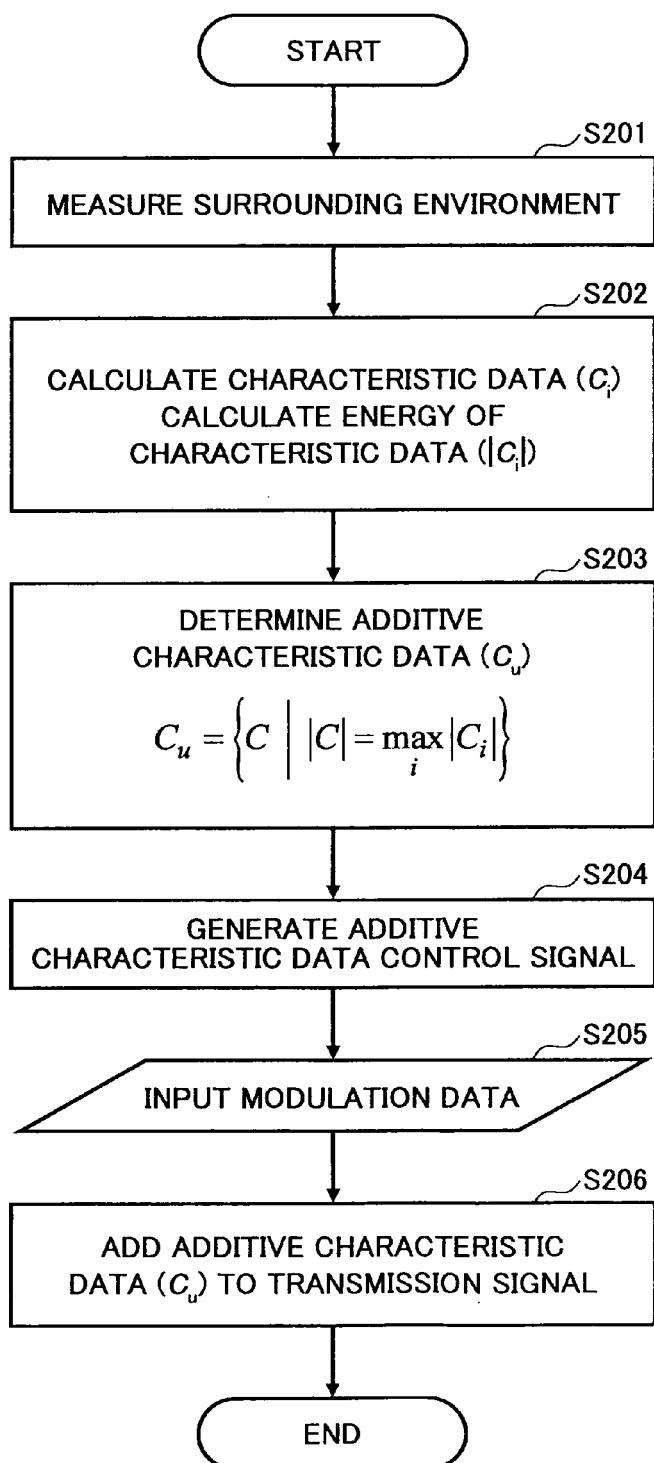 START
S201
MEASURE SURROUNDING ENVIRONMENT
S202
CALCULATE CHARACTERISTIC DATA (C_i)
CALCULATE ENERGY OF
CHARACTERISTIC DATA (|C_i|)
S203
DETERMINE ADDITIVE
CHARACTERISTIC DATA (C_u)
C_u = {C | |C| = max_i |C_i|}
S204
GENERATE ADDITIVE
CHARACTERISTIC DATA CONTROL SIGNAL
S205
INPUT MODULATION DATA
S206
ADD ADDITIVE CHARACTERISTIC
DATA (C_u) TO TRANSMISSION SIGNAL
END